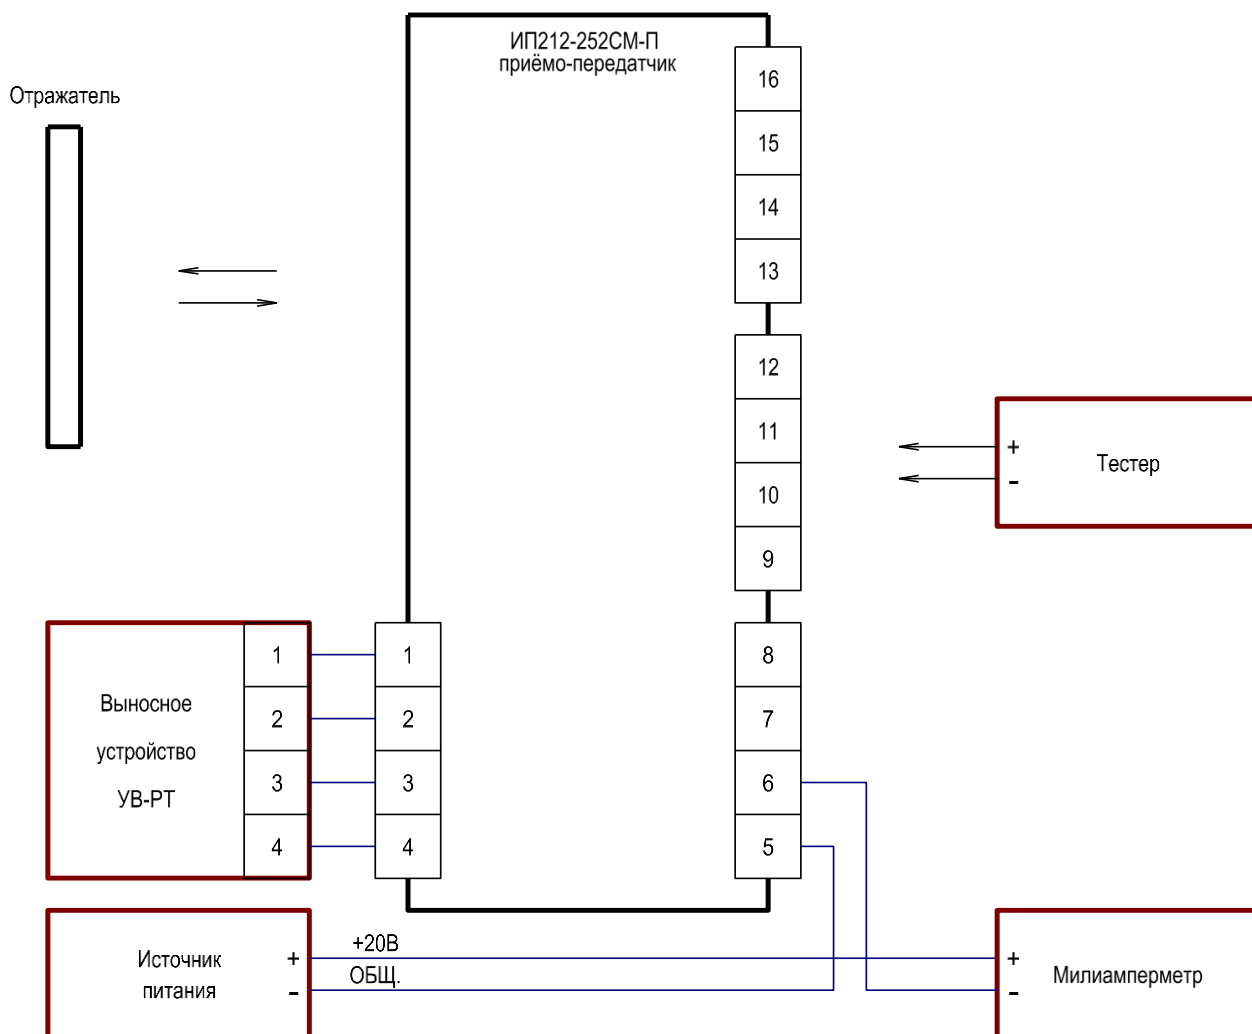 ИП212-252СМ-П
приёмо-передатчик
Отражатель
16
15
14
13
12
11
10
9
8
7
6
5
+
-
Тестер
Выносное
устройство
УВ-РТ
1
2
3
4
1
2
3
4
Источник
питания
+
-
+20В
ОБЩ.
+
-
Милиамперметр